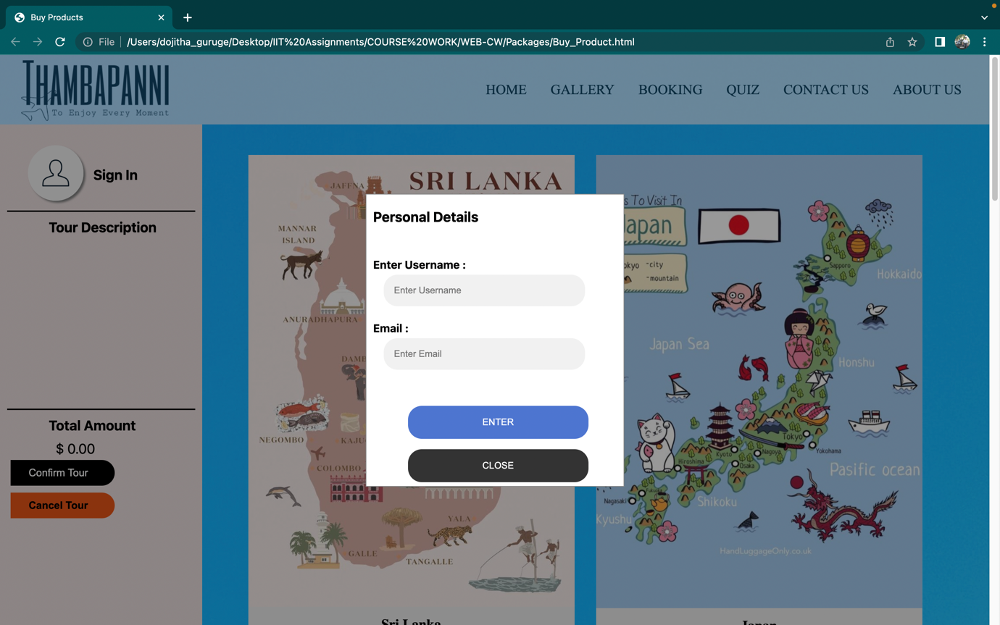 Buy Products
File
/Users/dojitha_guruge/Desktop/IIT%20Assignments/COURSE%20WORK/WEB-CW/Packages/Buy_Product.html
THAMBAPANNI
To Enjoy Every Moment
HOME GALLERY BOOKING QUIZ CONTACT US ABOUT US
Sign In
Tour Description
Total Amount
$ 0.00
Confirm Tour
Cancel Tour
SRI LANKA
JAFFNA
MANNAR
ISLAND
ANURADHAPURA
DAMB
NEGOMBO
KAJU
COLOMBO
YALA
GALLE
TANGALLE
Sri Lanka
Personal Details
Enter Username :
Enter Username
Email :
Enter Email
ENTER
CLOSE
s To Visit In
Japan
okyo -city
-mountain
Sapporo
Hokkaido
Japan Sea
Honshu
Tokyo
Yokohama
Kyoto
Nagoya
Hiroshima
Osaka
Pasific ocean
Fukuoka
Nagasaki
Shikoku
Kyushu
HandLuggageOnly.co.uk
Japan